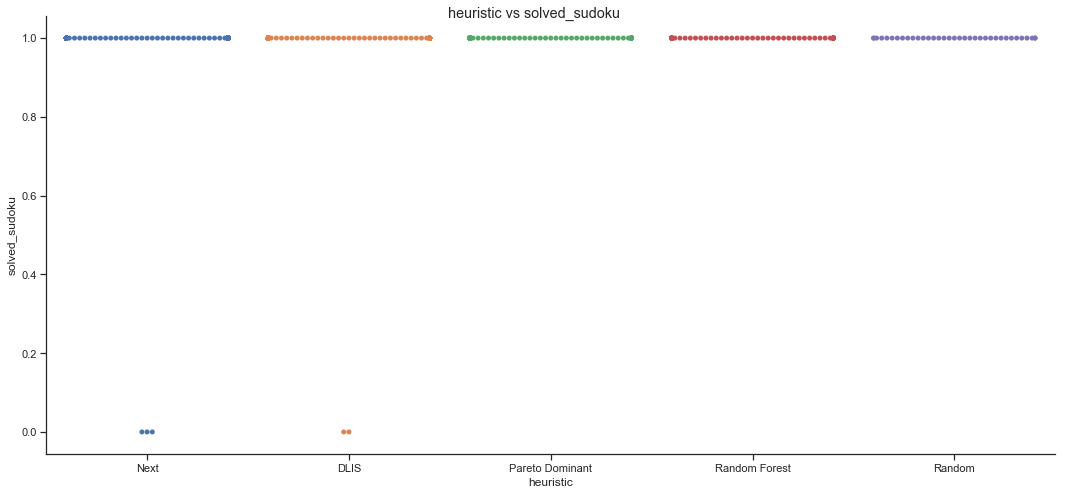 heuristic vs solved_sudoku
1.0
0.8
0.6
0.4
0.2
0.0
solved_sudoku
Next DLIS Pareto Dominant Random Forest Random
heuristic